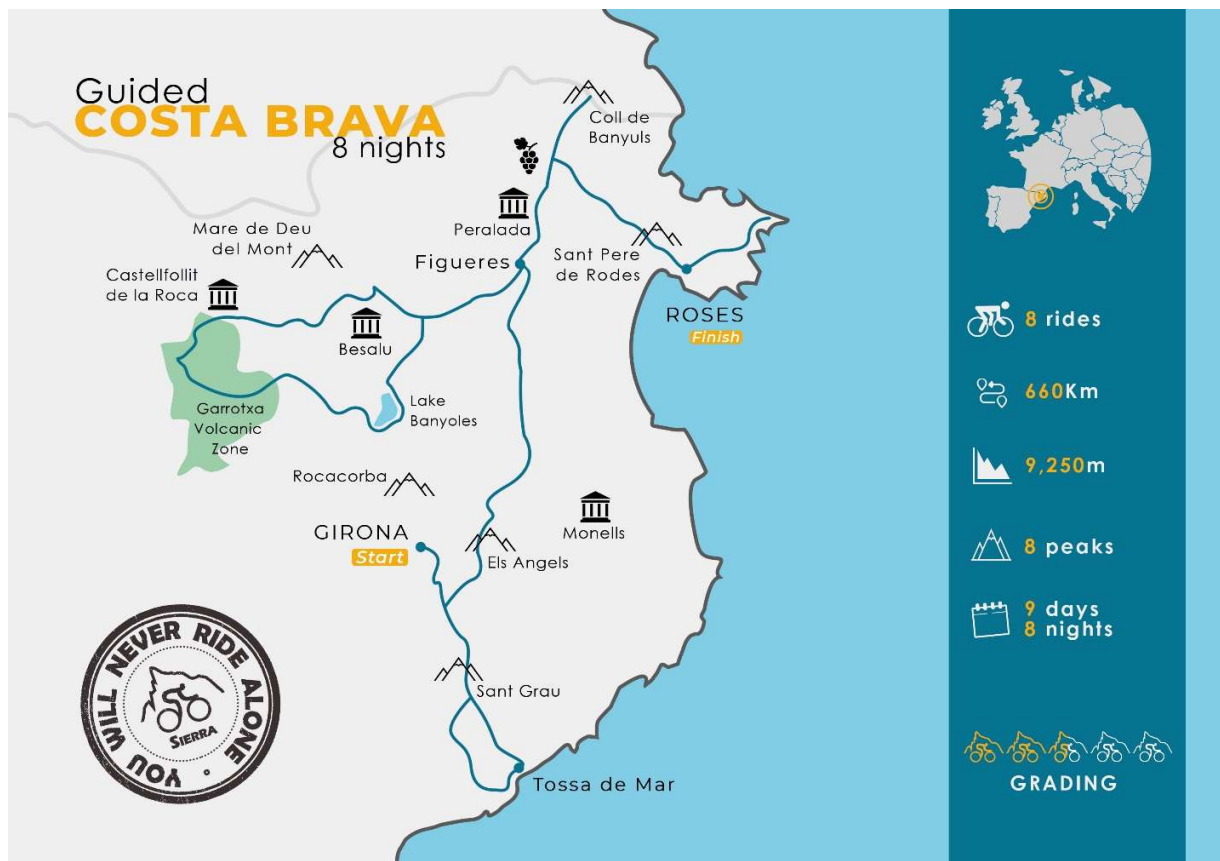 Guided
COSTA BRAVA
8 nights
Coll de
Banyuls
Peralada
Mare de Deu
del Mont
Figueres
Sant Pere
de Rodes
Castellfollit
de la Roca
ROSES
Finish
Besalu
Garrotxa
Volcanic
Zone
Lake
Banyoles
Rocacorba
GIRONA
Start
Monells
Els Angels
Sant Grau
Tossa de Mar
YOU WILL NEVER RIDE ALONE ·
SIERRA
8 rides
660Km
9,250m
8 peaks
9 days
8 nights
GRADING